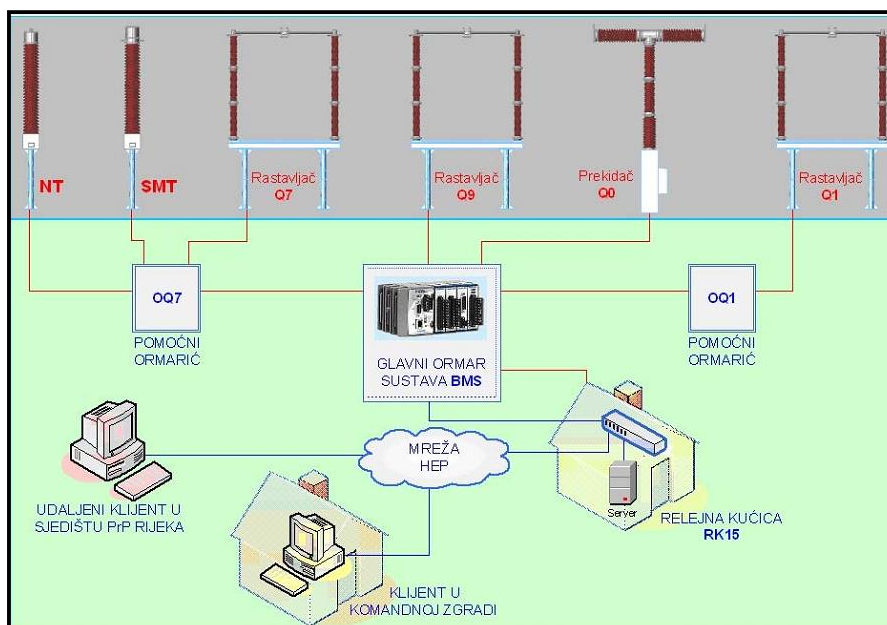 NT
SMT
Rastavljač
Q7
Rastavljač
Q9
Prekidač
Q0
Rastavljač
Q1
OQ7
POMOĆNI
ORMARIĆ
GLAVNI ORMAR
SUSTAVA BMS
OQ1
POMOĆNI
ORMARIĆ
MREŽA
HEP
UDALJENI KLIJENT U
SJEDIŠTU PrP RIJEKA
Server
RELEJNA KUĆICA
RK15
KLIJENT U
KOMANDNOJ ZGRADI